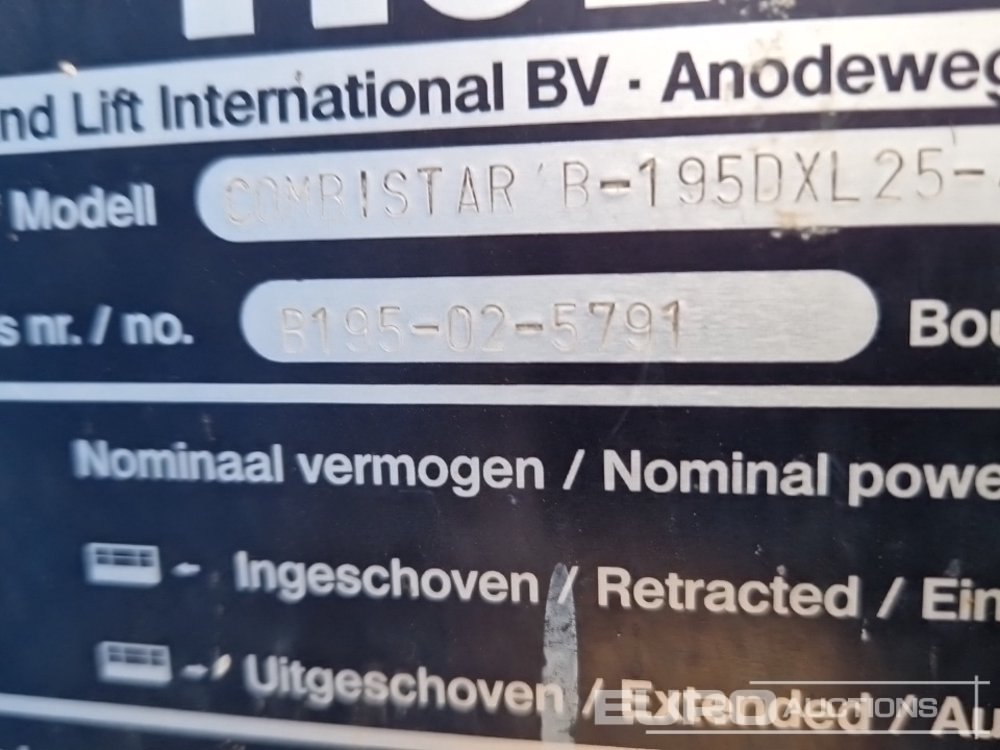 nd Lift International BV · Anodeweg
Modell COMBISTAR B-195DXL25-
s nr. / no. B195-02-5791 Bou
Nominaal vermogen / Nominal powe
Ingeschoven / Retracted / Ein
Uitgeschoven / Extended / Au
EURO AUCTIONS